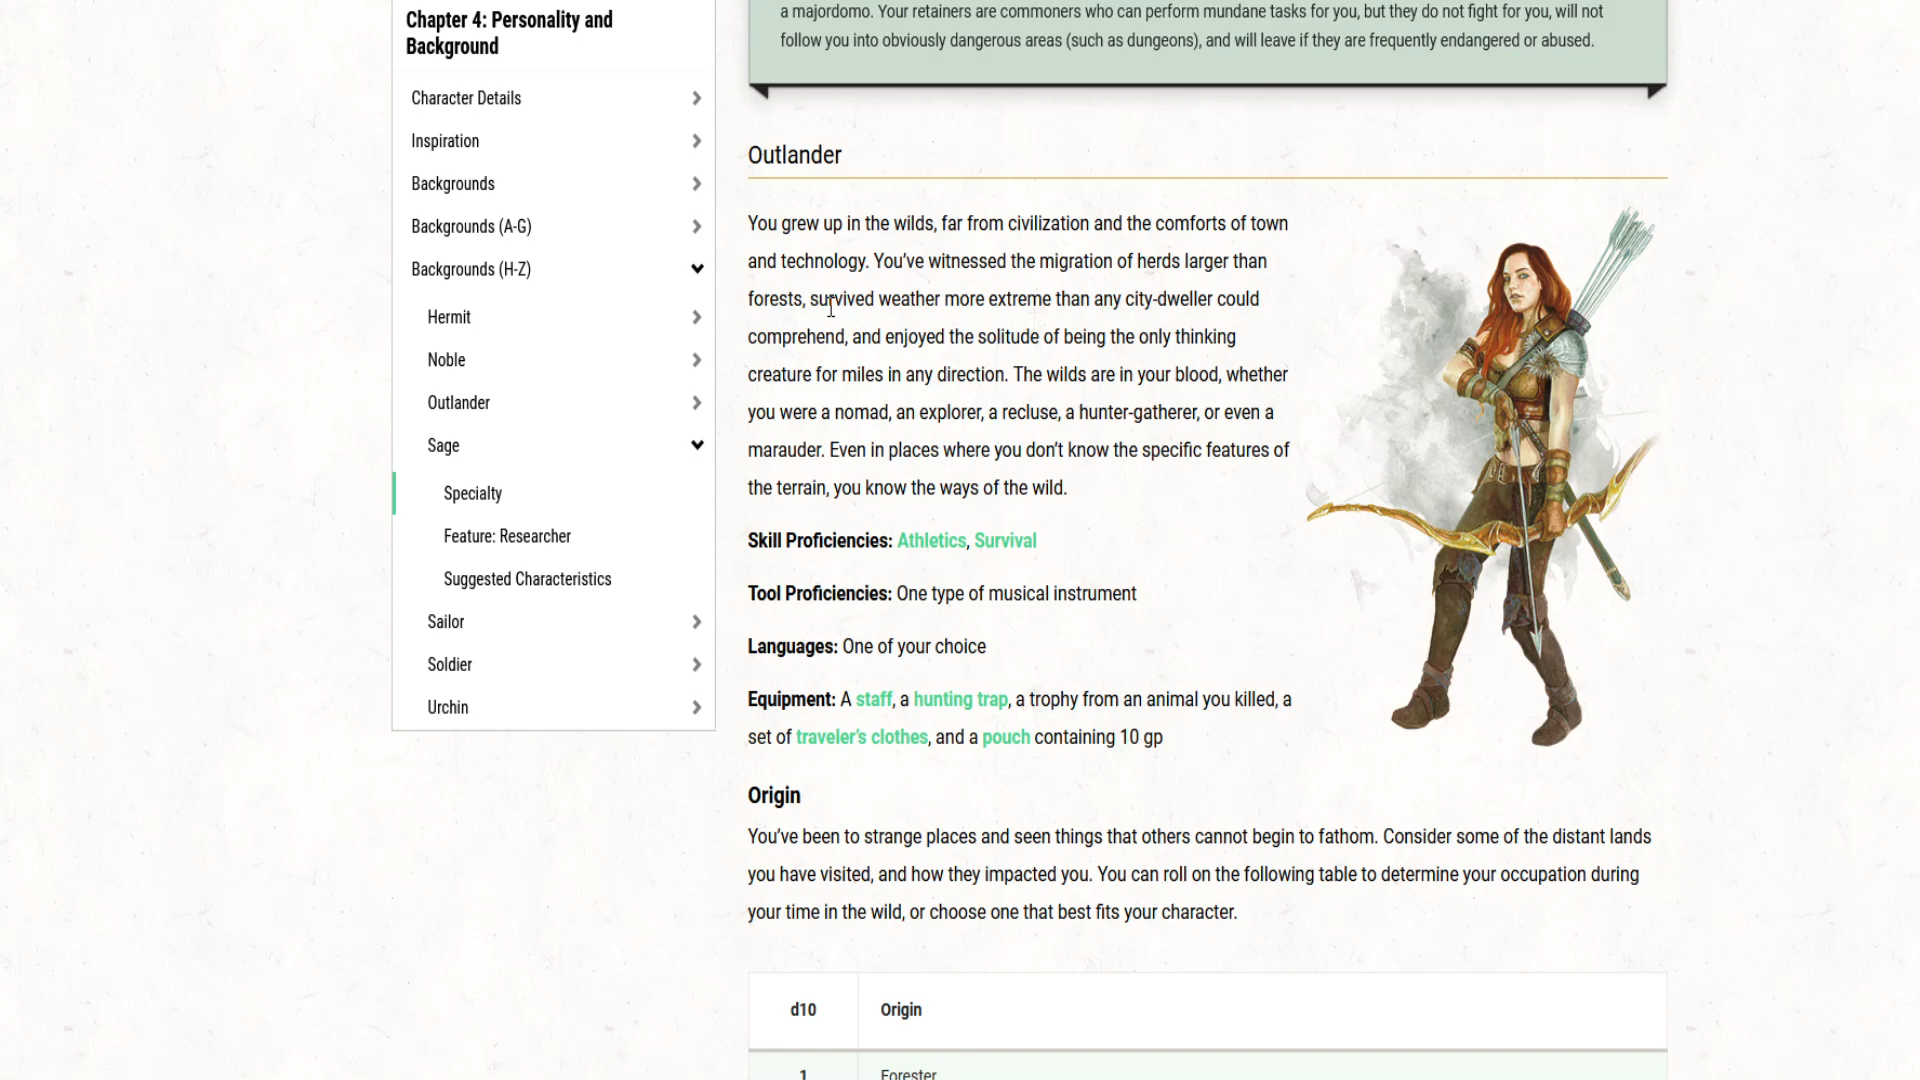 Chapter 4: Personality and
Background
Character Details
Inspiration
Backgrounds
Backgrounds (A-G)
Backgrounds (H-Z)
Hermit
Noble
Outlander
Sage
Specialty
Feature: Researcher
Suggested Characteristics
Sailor
Soldier
Urchin
a majordomo. Your retainers are commoners who can perform mundane tasks for you, but they do not fight for you, will not
follow you into obviously dangerous areas (such as dungeons), and will leave if they are frequently endangered or abused.
Outlander
You grew up in the wilds, far from civilization and the comforts of town
and technology. You’ve witnessed the migration of herds larger than
forests, survived weather more extreme than any city-dweller could
comprehend, and enjoyed the solitude of being the only thinking
creature for miles in any direction. The wilds are in your blood, whether
you were a nomad, an explorer, a recluse, a hunter-gatherer, or even a
marauder. Even in places where you don’t know the specific features of
the terrain, you know the ways of the wild.
Skill Proficiencies: Athletics, Survival
Tool Proficiencies: One type of musical instrument
Languages: One of your choice
Equipment: A staff, a hunting trap, a trophy from an animal you killed, a
set of traveler’s clothes, and a pouch containing 10 gp
Origin
You’ve been to strange places and seen things that others cannot begin to fathom. Consider some of the distant lands
you have visited, and how they impacted you. You can roll on the following table to determine your occupation during
your time in the wild, or choose one that best fits your character.
d10 Origin
1 Forester